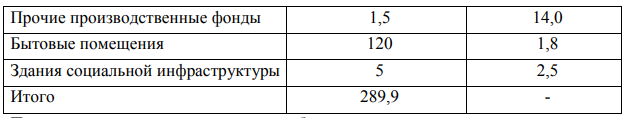 Прочие производственные фонды 1,5 14,0
Бытовые помещения 120 1,8
Здания социальной инфраструктуры 5 2,5
Итого 289,9 -